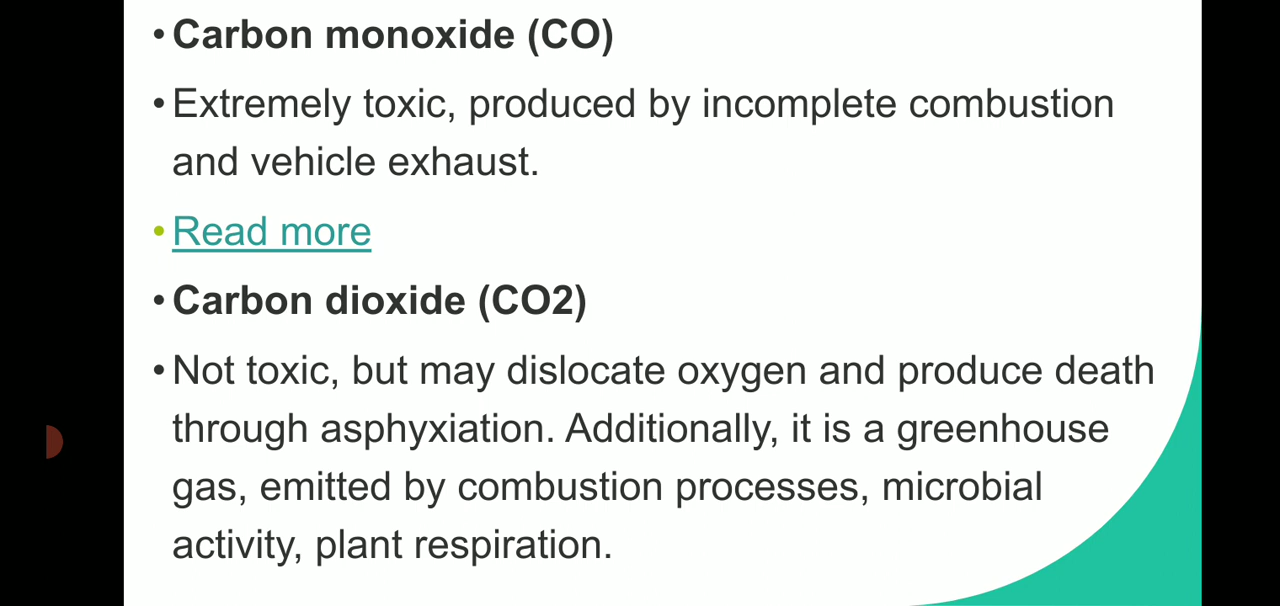 • Carbon monoxide (CO)
• Extremely toxic, produced by incomplete combustion
and vehicle exhaust.
• Read more
• Carbon dioxide (CO2)
• Not toxic, but may dislocate oxygen and produce death
through asphyxiation. Additionally, it is a greenhouse
gas, emitted by combustion processes, microbial
activity, plant respiration.